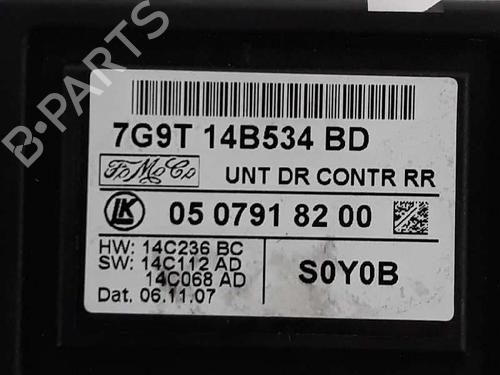 7G9T 14B534 BD
FoMoCo
UNT DR CONTR RR
LK
05 0791 82 00
HW: 14C236 BC
SW: 14C112 AD
14C068 AD
Dat. 06.11.07
S0Y0B
B-PARTS